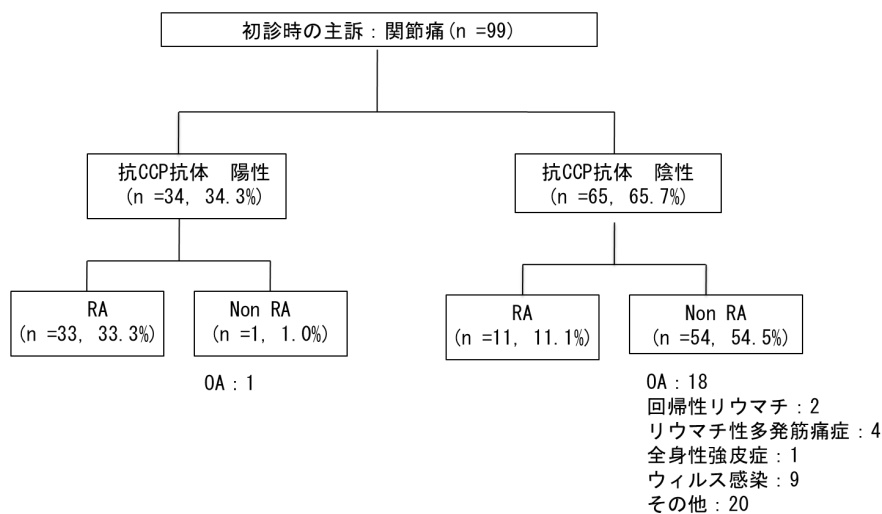 初診時の主訴：関節痛(n =99)
抗CCP抗体　陽性
(n =34, 34.3%)
抗CCP抗体　陰性
(n =65, 65.7%)
RA
(n =33, 33.3%)
Non RA
(n =1, 1.0%)
RA
(n =11, 11.1%)
Non RA
(n =54, 54.5%)
OA：1
OA：18
回帰性リウマチ：2
リウマチ性多発筋痛症：4
全身性強皮症：1
ウィルス感染：9
その他：20